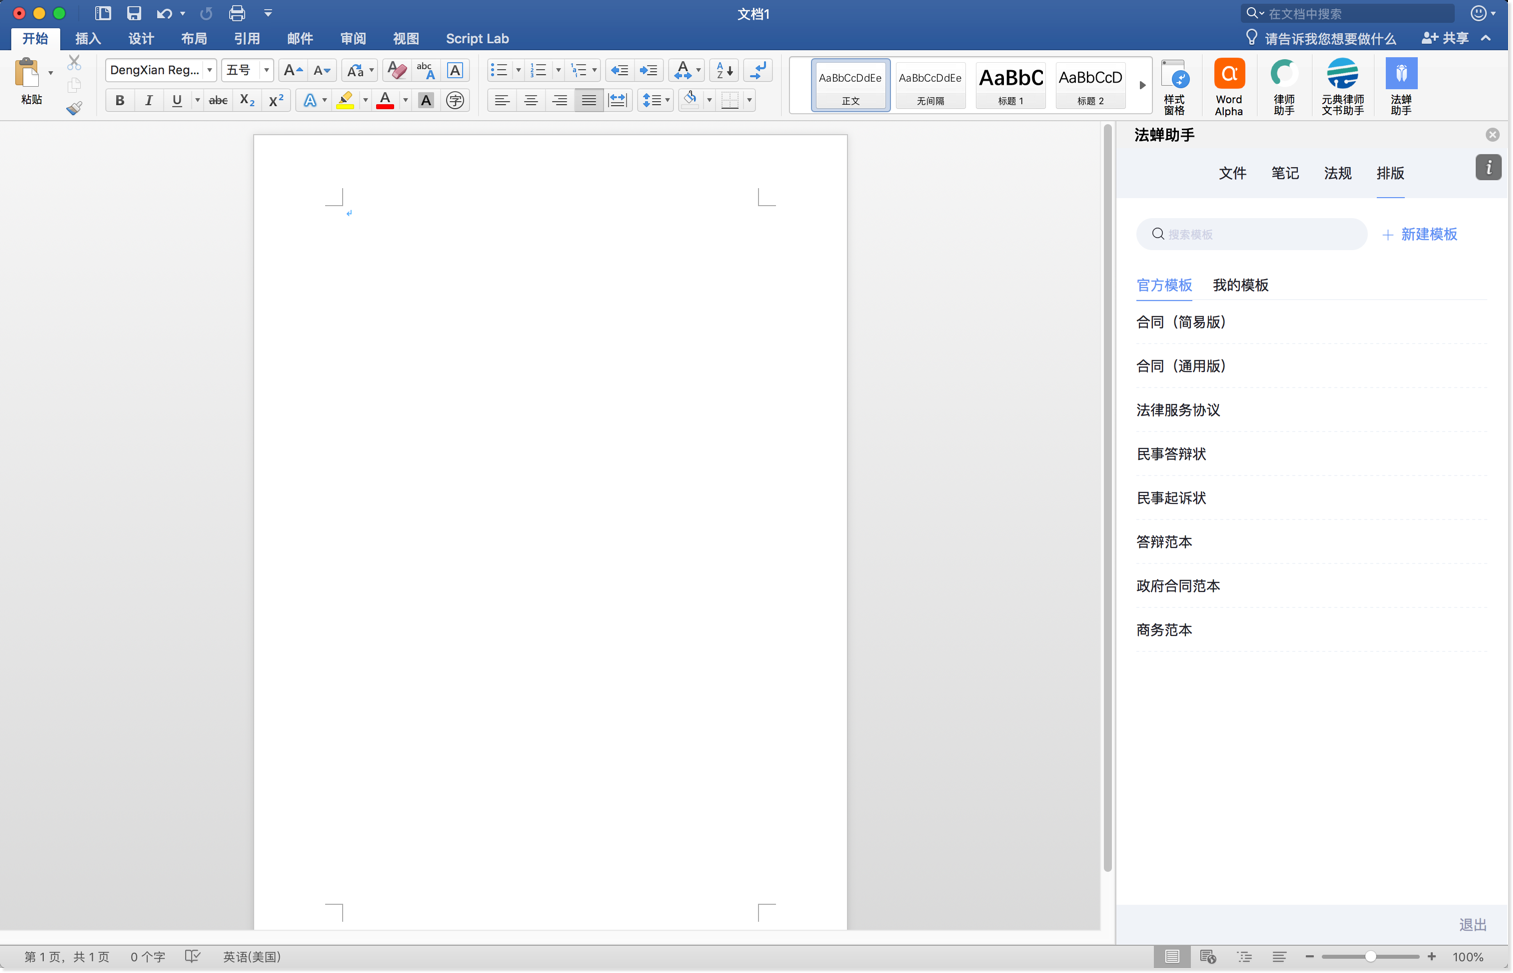 文档1
在文档中搜索
开始 插入 设计 布局 引用 邮件 审阅 视图 Script Lab
请告诉我您想要做什么
共享
粘贴
DengXian Reg...
五号
AaBbCcDdEe
正文
AaBbCcDdEe
无间隔
AaBbC
标题 1
AaBbCcD
标题 2
样式
窗格
Word
Alpha
律师
助手
元典律师
文书助手
法蝉
助手
法蝉助手
文件 笔记 法规 排版
搜索模板
新建模板
官方模板 我的模板
合同（简易版）
合同（通用版）
法律服务协议
民事答辩状
民事起诉状
答辩范本
政府合同范本
商务范本
退出
第 1 页，共 1 页 0 个字 英语(美国)
100%